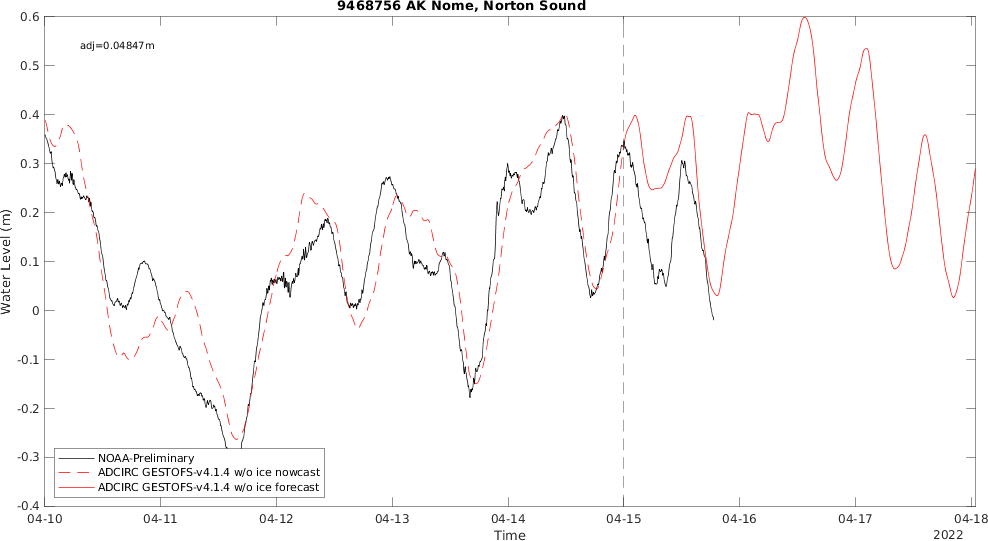 9468756 AK Nome, Norton Sound
adj=0.04847m
0.6
0.5
0.4
0.3
0.2
0.1
0
-0.1
-0.2
-0.3
-0.4
Water Level (m)
NOAA-Preliminary
ADCIRC GESTOFS-v4.1.4 w/o ice nowcast
ADCIRC GESTOFS-v4.1.4 w/o ice forecast
04-10 04-11 04-12 04-13 04-14 04-15 04-16 04-17 04-18
Time
2022